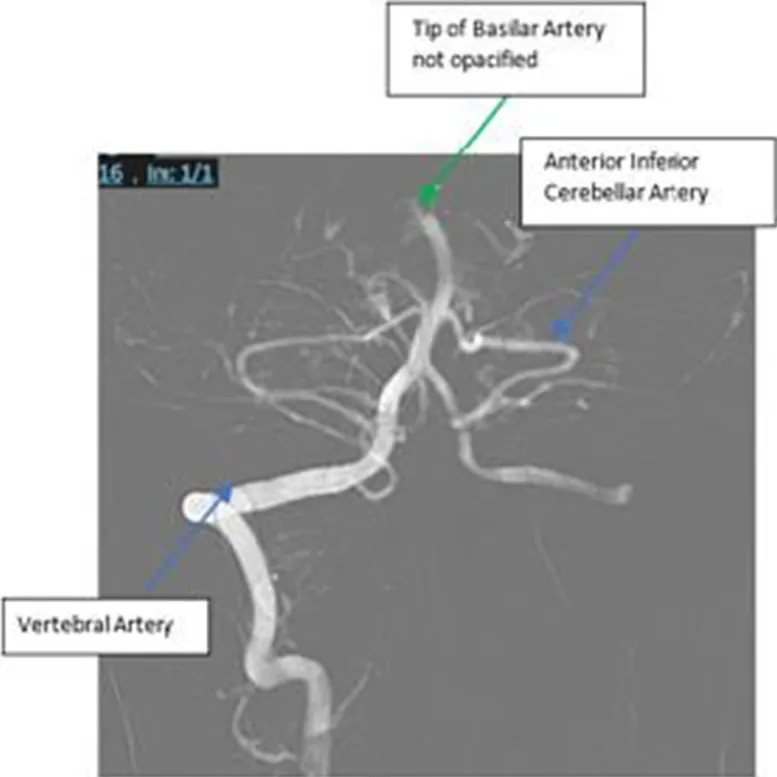 Tip of Basilar Artery
not opacified
Anterior Inferior
Cerebellar Artery
16 , Im: 1/1
Vertebral Artery